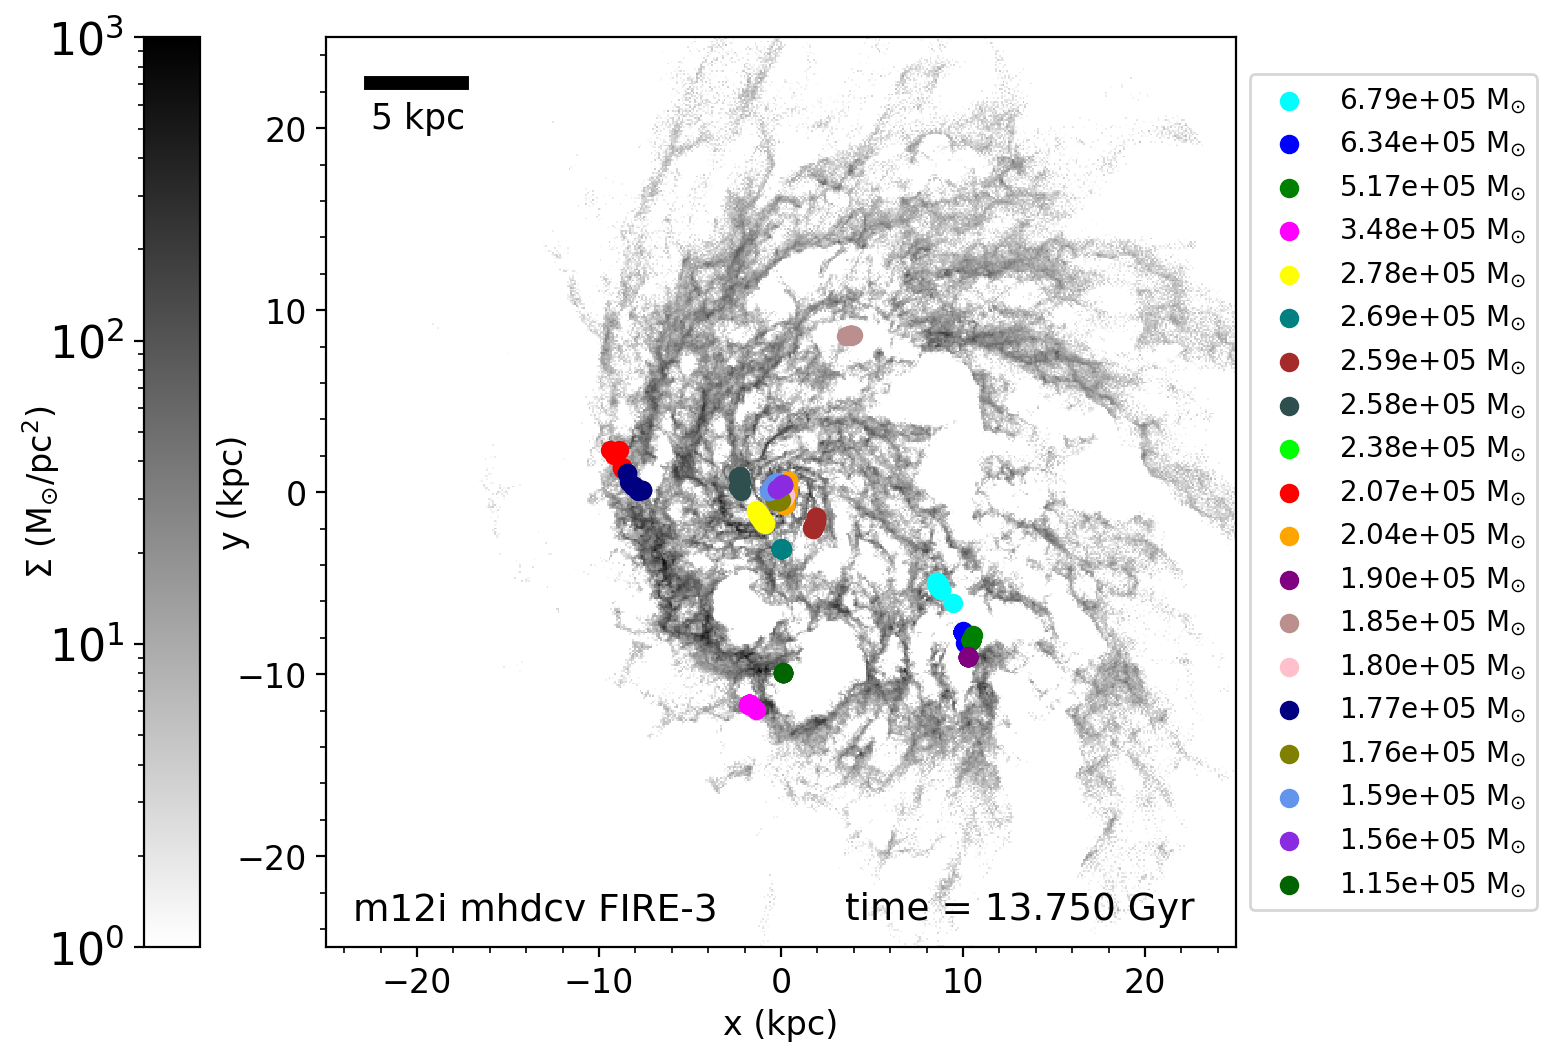 10³
10²
10¹
10⁰
Σ (M⊙/pc²)
y (kpc)
20
10
0
−10
−20
5 kpc
m12i mhdcv FIRE-3
time = 13.750 Gyr
−20
−10
0
10
20
x (kpc)
6.79e+05 M⊙
6.34e+05 M⊙
5.17e+05 M⊙
3.48e+05 M⊙
2.78e+05 M⊙
2.69e+05 M⊙
2.59e+05 M⊙
2.58e+05 M⊙
2.38e+05 M⊙
2.07e+05 M⊙
2.04e+05 M⊙
1.90e+05 M⊙
1.85e+05 M⊙
1.80e+05 M⊙
1.77e+05 M⊙
1.76e+05 M⊙
1.59e+05 M⊙
1.56e+05 M⊙
1.15e+05 M⊙